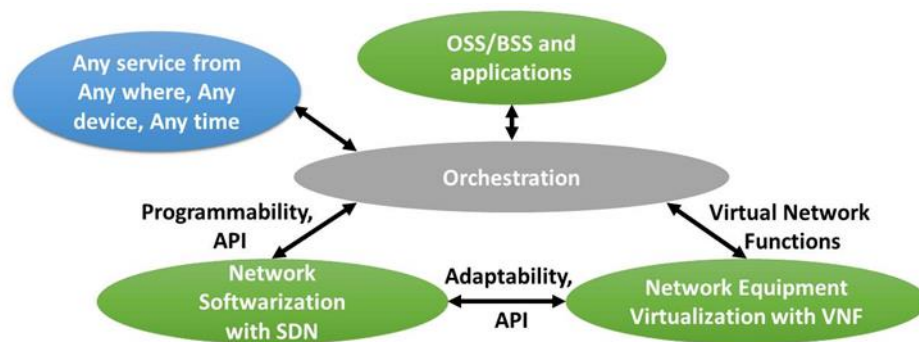 OSS/BSS and
applications
Any service from
Any where, Any
device, Any time
Orchestration
Programmability,
API
Virtual Network
Functions
Network
Softwarization
with SDN
Adaptability,
API
Network Equipment
Virtualization with VNF